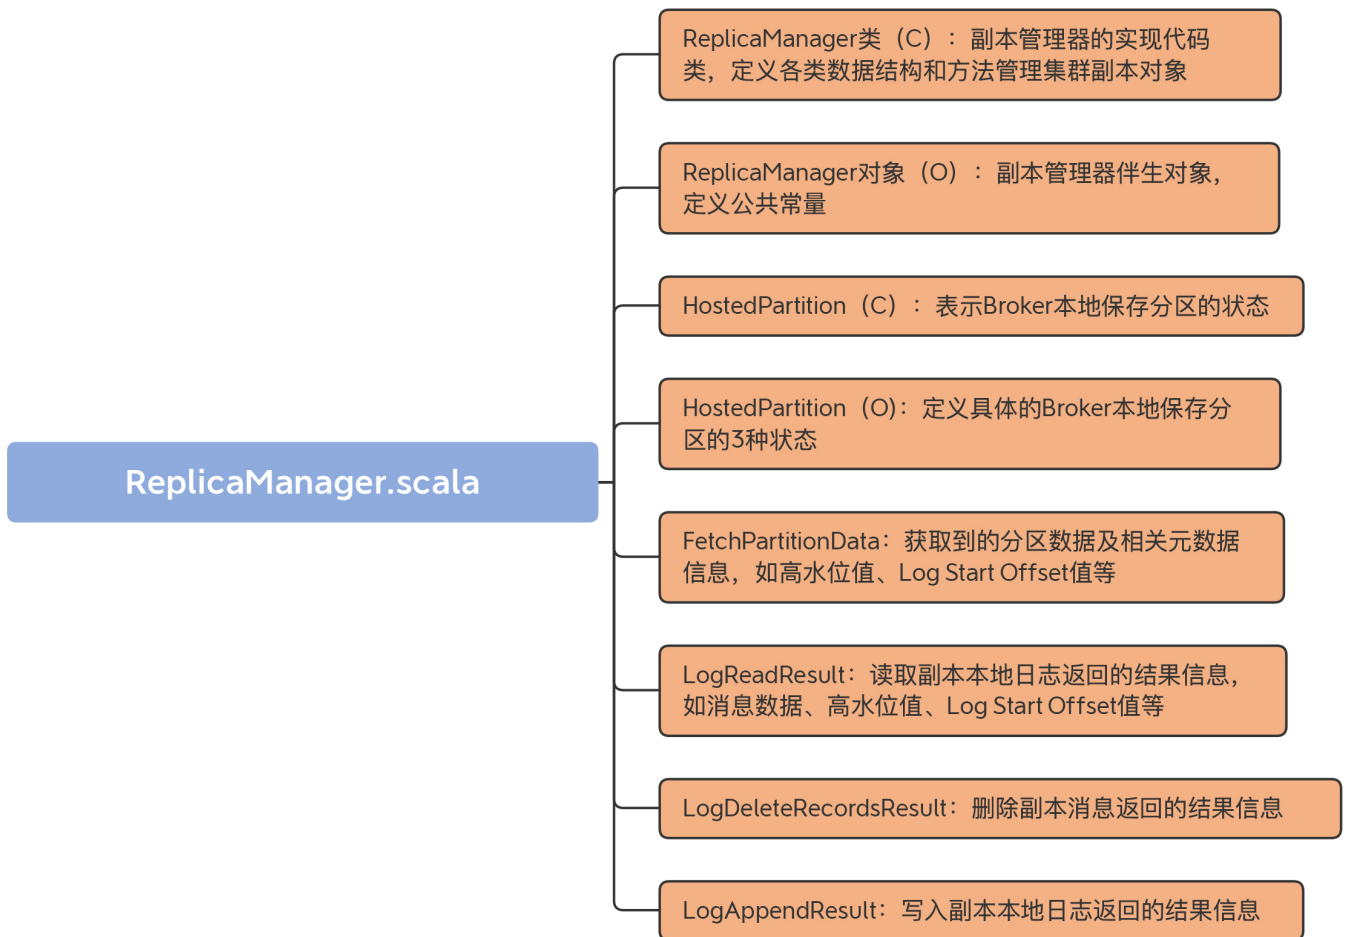 ReplicaManager.scala
ReplicaManager类（C）：副本管理器的实现代码
类，定义各类数据结构和方法管理集群副本对象
ReplicaManager对象（O）：副本管理器伴生对象，
定义公共常量
HostedPartition（C）：表示Broker本地保存分区的状态
HostedPartition（O）：定义具体的Broker本地保存分
区的3种状态
FetchPartitionData：获取到的分区数据及相关元数据
信息，如高水位值、Log Start Offset值等
LogReadResult：读取副本本地日志返回的结果信息，
如消息数据、高水位值、Log Start Offset值等
LogDeleteRecordsResult：删除副本消息返回的结果信息
LogAppendResult：写入副本本地日志返回的结果信息